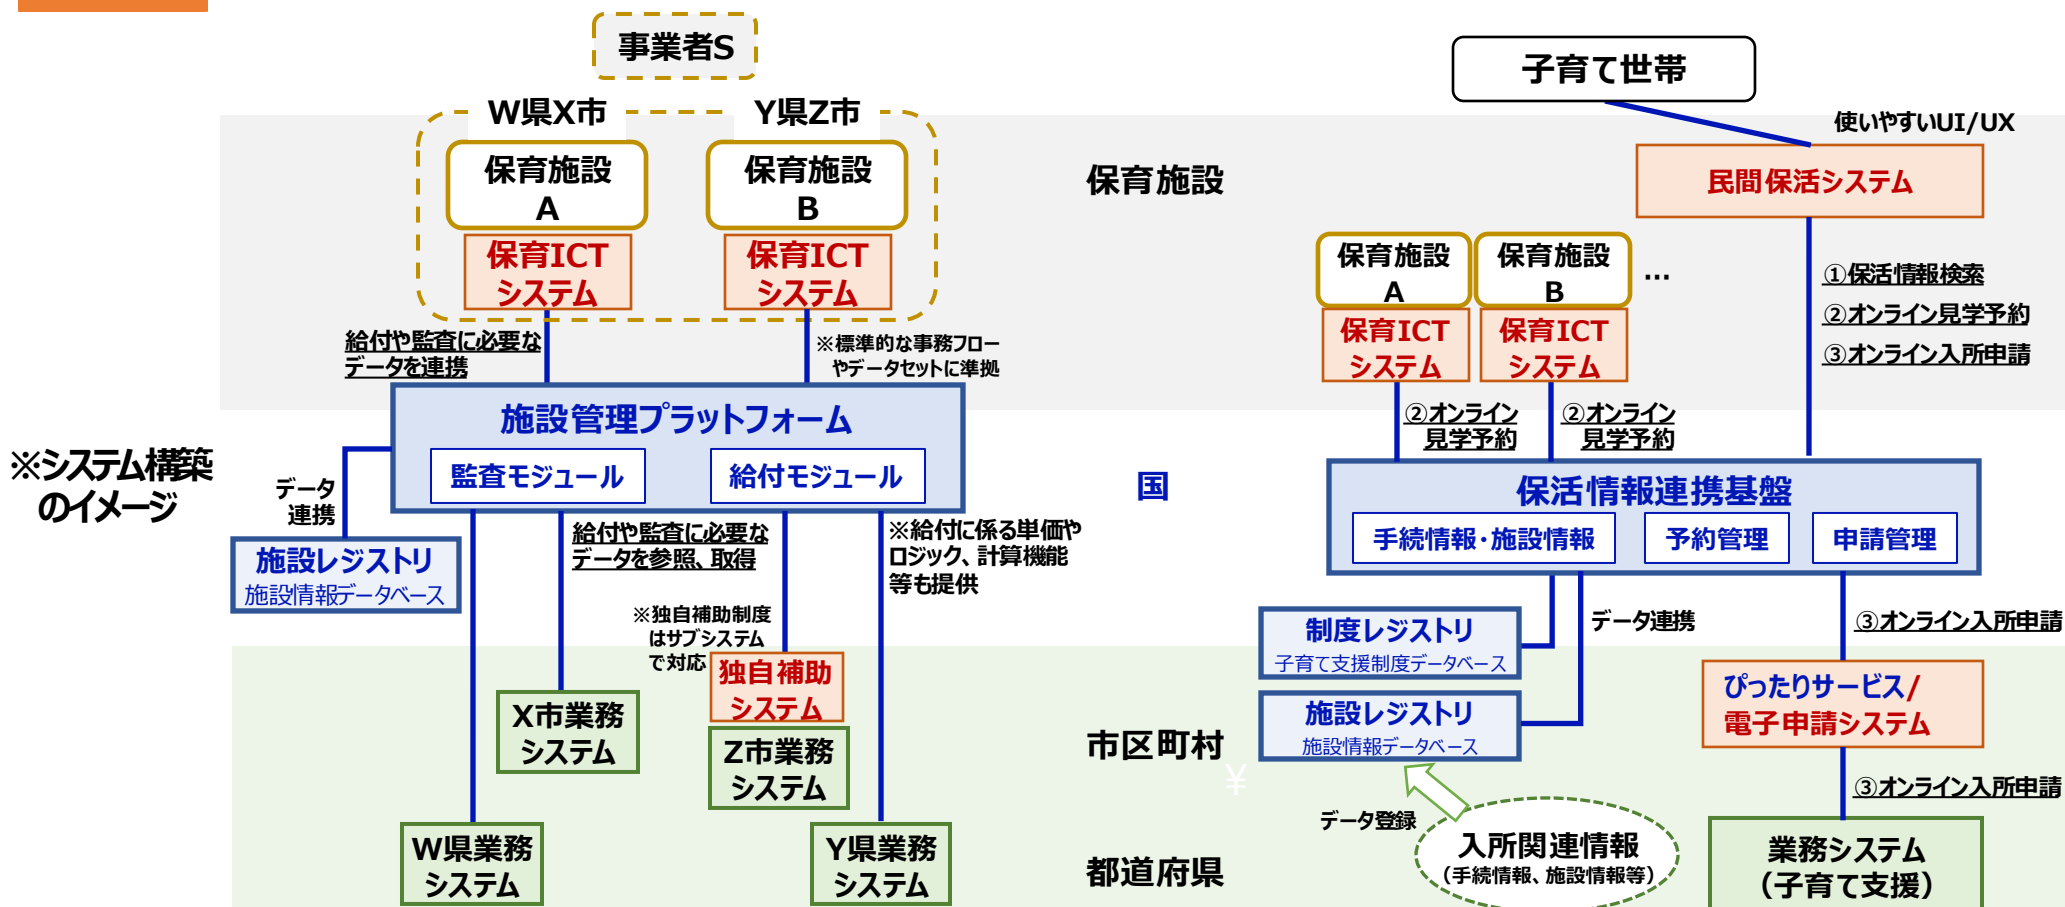 事業者S
子育て世帯
W県X市
Y県Z市
使いやすいUI/UX
保育施設
A
保育施設
B
保育施設
民間保活システム
保育ICT
システム
保育ICT
システム
保育施設
A
保育施設
B
…
①保活情報検索
②オンライン見学予約
③オンライン入所申請
保育ICT
システム
保育ICT
システム
給付や監査に必要な
データを連携
※標準的な事務フロー
やデータセットに準拠
施設管理プラットフォーム
監査モジュール
給付モジュール
②オンライン
見学予約
②オンライン
見学予約
※システム構築
のイメージ
データ
連携
国
保活情報連携基盤
手続情報・施設情報
予約管理
申請管理
施設レジストリ
施設情報データベース
給付や監査に必要な
データを参照、取得
※給付に係る単価や
ロジック、計算機能
等も提供
※独自補助制度
はサブシステム
で対応
制度レジストリ
子育て支援制度データベース
データ連携
③オンライン入所申請
独自補助
システム
X市業務
システム
Z市業務
システム
市区町村
¥
施設レジストリ
施設情報データベース
ぴったりサービス/
電子申請システム
③オンライン入所申請
データ登録
W県業務
システム
Y県業務
システム
都道府県
入所関連情報
（手続情報、施設情報等）
業務システム
（子育て支援）